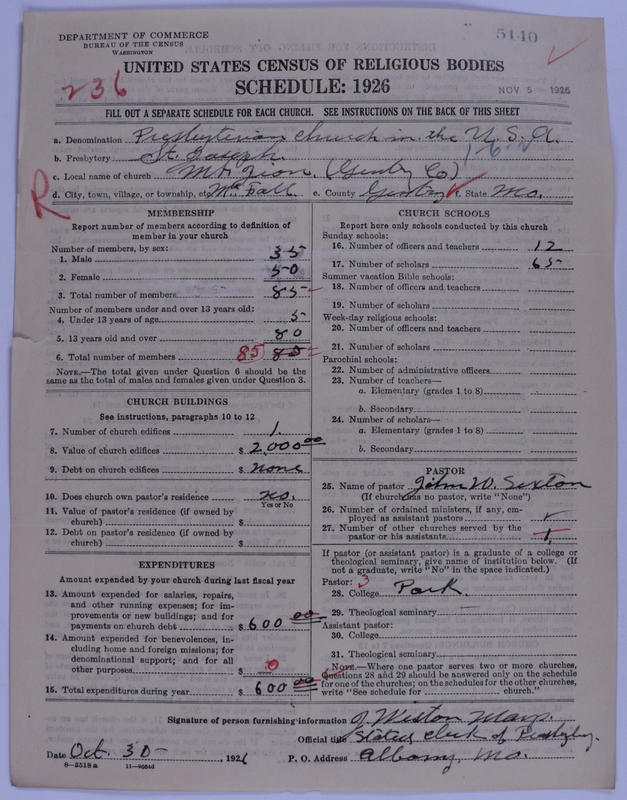 DEPARTMENT OF COMMERCE
BUREAU OF THE CENSUS
WASHINGTON
5140
236
UNITED STATES CENSUS OF RELIGIOUS BODIES
SCHEDULE: 1926
NOV 5 1926
FILL OUT A SEPARATE SCHEDULE FOR EACH CHURCH. SEE INSTRUCTIONS ON THE BACK OF THIS SHEET
a. Denomination Presbyterian Church in the U.S.A.
b. Presbytery St. Joseph
c. Local name of church Mt. Zion. (Gentry Co)
R
d. City, town, village, or township, etc. e. County Gentry f. State Mo.
MEMBERSHIP
Report number of members according to definition of member in your church
Number of members, by sex:
1. Male 35
2. Female 50
3. Total number of members 85
Number of members under and over 13 years old:
4. Under 13 years of age 5
5. 13 years old and over 80
6. Total number of members 85 85
NOTE.—The total given under Question 6 should be the same as the total of males and females given under Question 3.
CHURCH BUILDINGS
See instructions, paragraphs 10 to 12
7. Number of church edifices 1.
8. Value of church edifices $ 2,000 00
9. Debt on church edifices $ None
10. Does church own pastor's residence no.
Yes or No
11. Value of pastor's residence (if owned by church) $
12. Debt on pastor's residence (if owned by church) $
EXPENDITURES
Amount expended by your church during last fiscal year
13. Amount expended for salaries, repairs, and other running expenses; for improvements or new buildings; and for payments on church debt $ 600 00
14. Amount expended for benevolences, including home and foreign missions; for denominational support; and for all other purposes $ 0
15. Total expenditures during year $ 600 00
CHURCH SCHOOLS
Report here only schools conducted by this church
Sunday schools:
16. Number of officers and teachers 12
17. Number of scholars 65
Summer vacation Bible schools:
18. Number of officers and teachers
19. Number of scholars
Week-day religious schools:
20. Number of officers and teachers
21. Number of scholars
Parochial schools:
22. Number of administrative officers
23. Number of teachers—
a. Elementary (grades 1 to 8)
b. Secondary
24. Number of scholars—
a. Elementary (grades 1 to 8)
b. Secondary
PASTOR
25. Name of pastor John W. Sexton
(If church has no pastor, write "None")
26. Number of ordained ministers, if any, employed as assistant pastors
27. Number of other churches served by the pastor or his assistants 1
If pastor (or assistant pastor) is a graduate of a college or theological seminary, give name of institution below. (If not a graduate, write "No" in the space indicated.)
Pastor: 3
28. College Park.
29. Theological seminary
Assistant pastor:
30. College
31. Theological seminary
NOTE.—Where one pastor serves two or more churches, Questions 28 and 29 should be answered only on the schedule for one of the churches; on the schedules for the other churches, write "See schedule for church."
Signature of person furnishing information
Official title Stated Clerk of Presbytery.
Date Oct. 30 , 1926 P. O. Address Albany, Mo.
8-2518 a